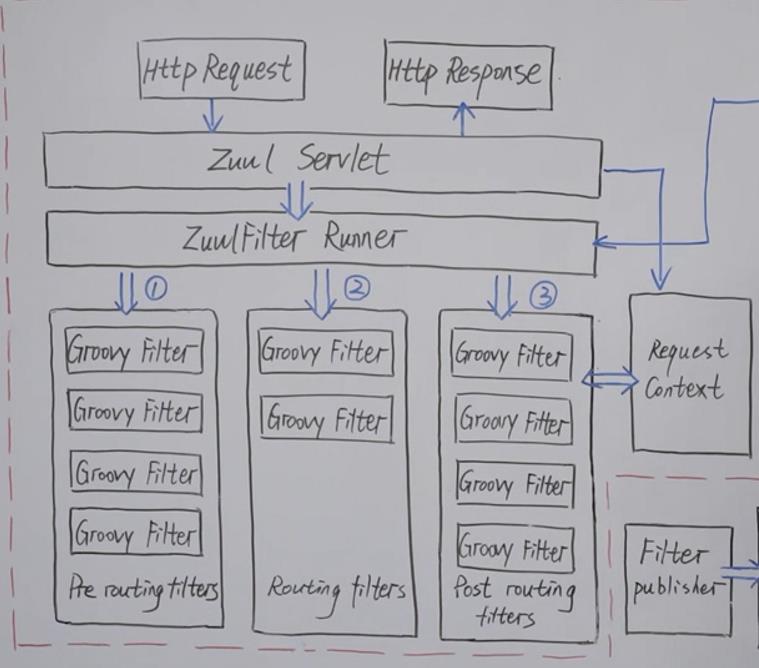 Http Request
Http Response
Zuul Servlet
ZuulFilter Runner
①
②
③
Groovy Filter
Groovy Filter
Groovy Filter
Groovy Filter
Pre routing filters
Groovy Filter
Groovy Filter
Routing filters
Groovy Filter
Groovy Filter
Groovy Filter
Groovy Filter
Post routing
filters
Request
Context
Filter
publisher